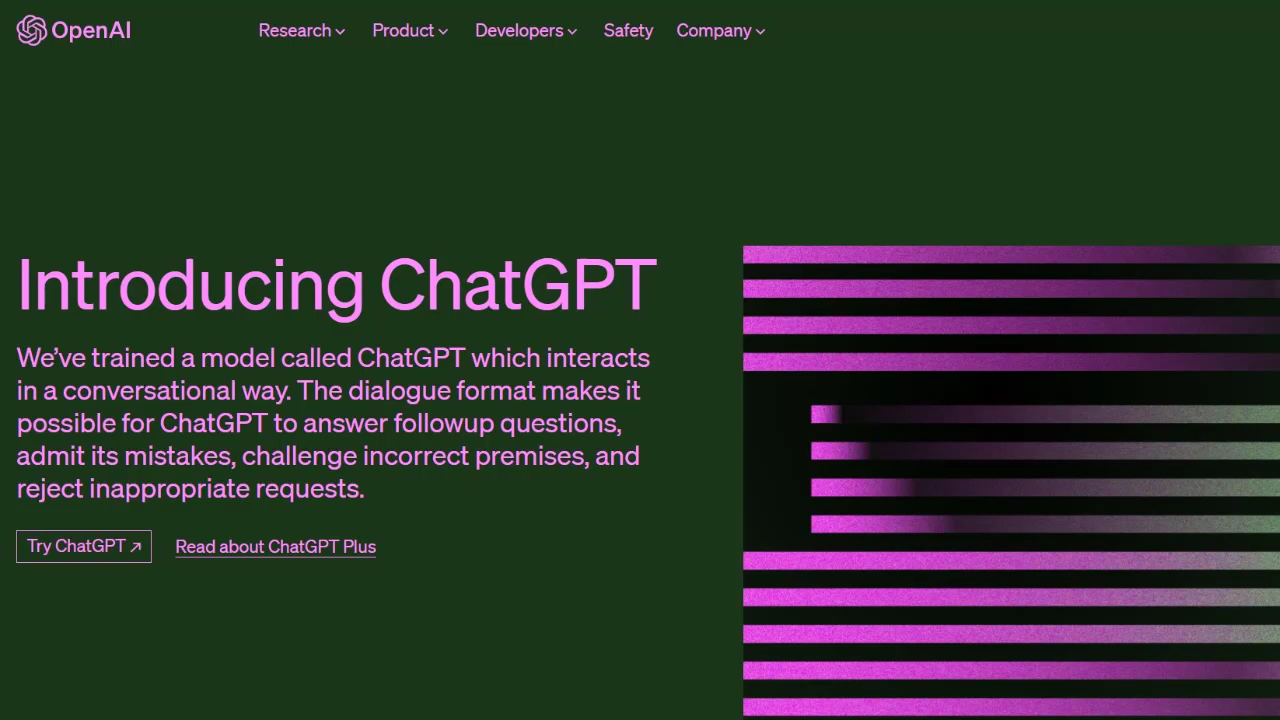 OpenAI
Research
Product
Developers
Safety
Company
Introducing ChatGPT
We’ve trained a model called ChatGPT which interacts
in a conversational way. The dialogue format makes it
possible for ChatGPT to answer followup questions,
admit its mistakes, challenge incorrect premises, and
reject inappropriate requests.
Try ChatGPT ↗
Read about ChatGPT Plus